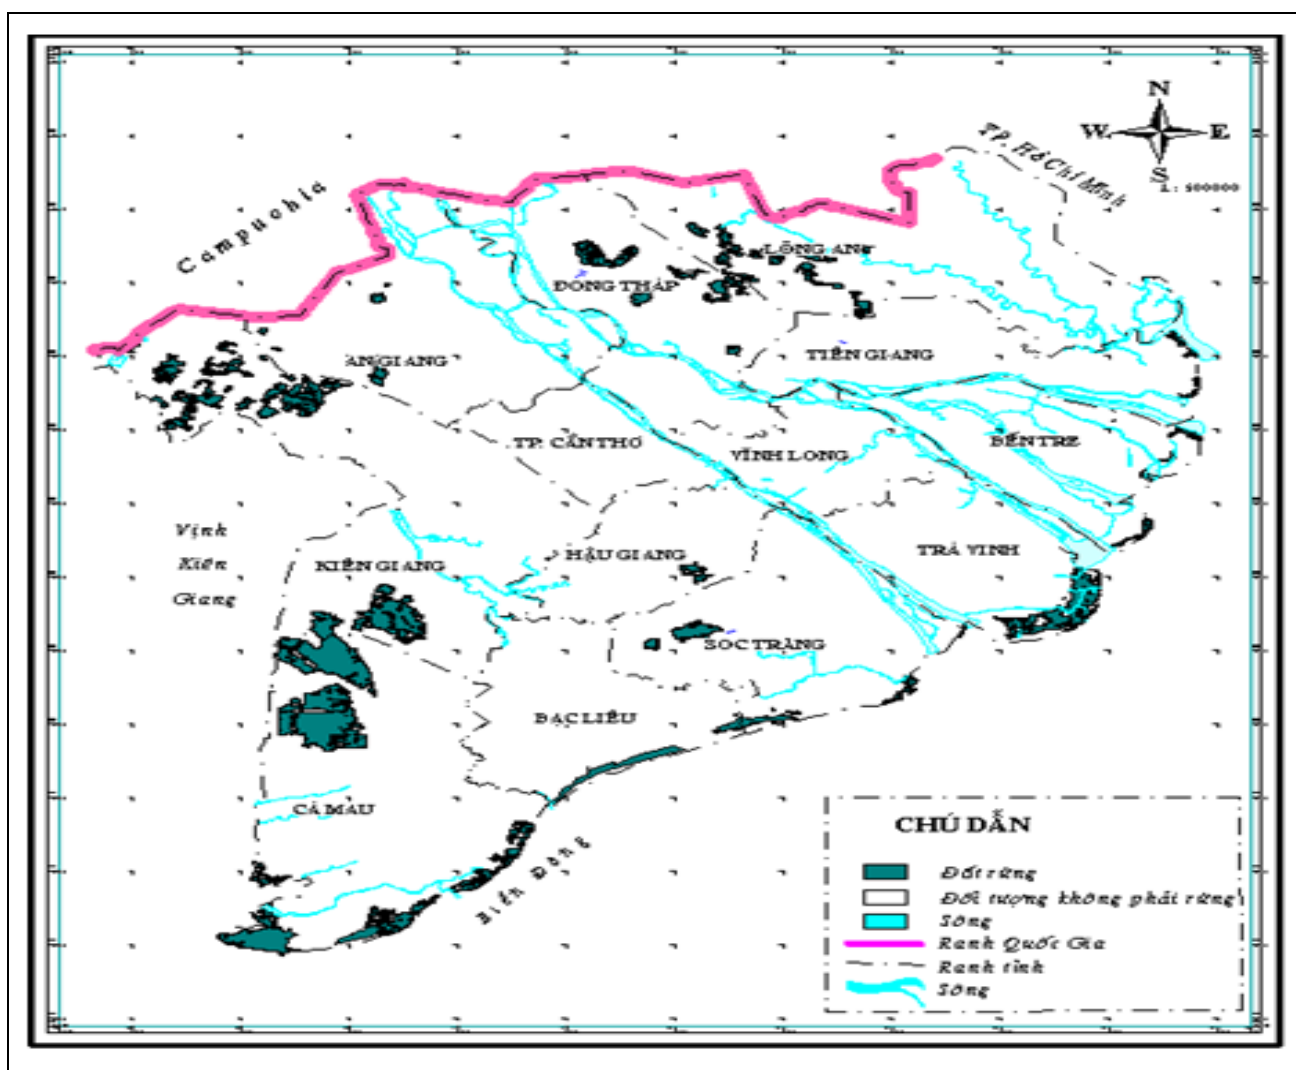 N
W
E
S
TP. Hồ Chí Minh
Campuchia
LONG AN
ĐỒNG THÁP
AN GIANG
TIỀN GIANG
BẾN TRE
TP. CẦN THƠ
VĨNH LONG
Vịnh
Kiên
Giang
KIÊN GIANG
HẬU GIANG
TRÀ VINH
SÓC TRĂNG
BẠC LIÊU
CÀ MAU
Biển Đông
CHÚ DẪN
Đất rừng
Đối tượng không phải rừng
Sông
Ranh Quốc Gia
Ranh tỉnh
Sông